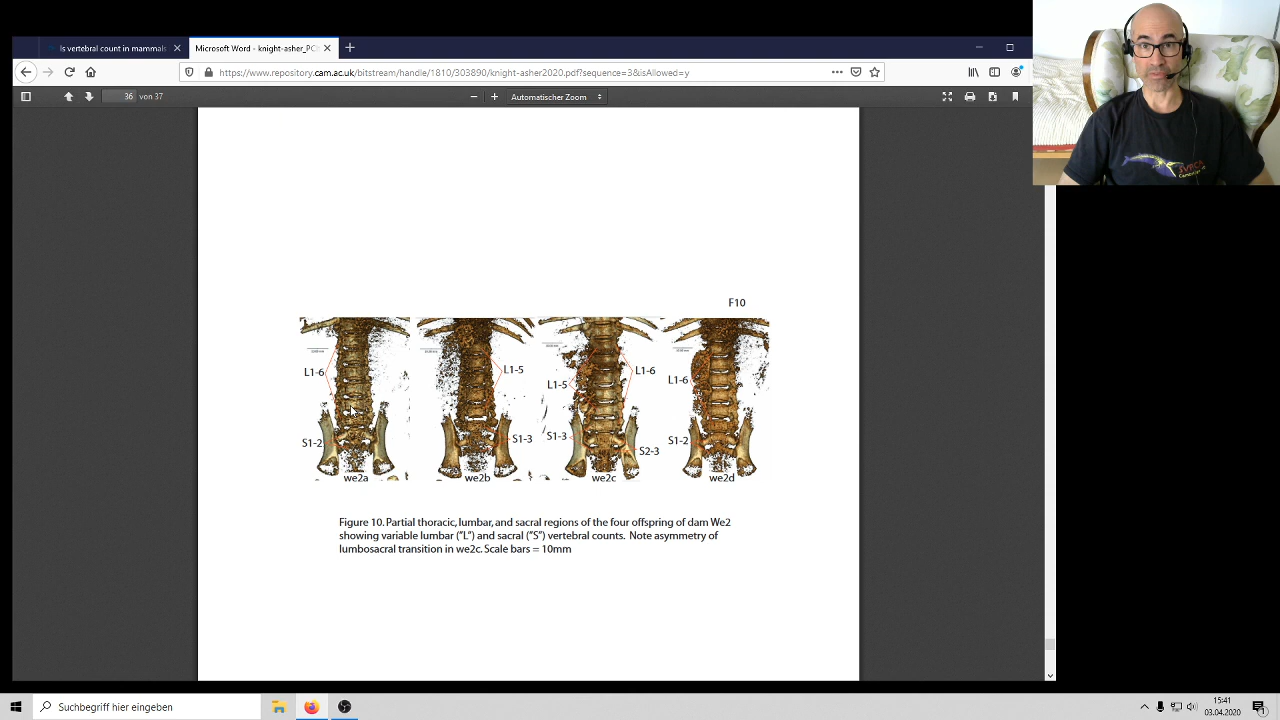 Is vertebral count in mammals
Microsoft Word - knight-asher_PC
https://www.repository.cam.ac.uk/bitstream/handle/1810/303890/knight-asher2020.pdf?sequence=3&isAllowed=y
36 von 37
Automatischer Zoom
F10
L1-6
L1-5
L1-5
L1-6
L1-6
S1-2
S1-3
S1-3
S2-3
S1-2
we2a
we2b
we2c
we2d
Figure 10. Partial thoracic, lumbar, and sacral regions of the four offspring of dam We2
showing variable lumbar ("L") and sacral ("S") vertebral counts. Note asymmetry of
lumbosacral transition in we2c. Scale bars = 10mm
Suchbegriff hier eingeben
15:41
03.04.2020